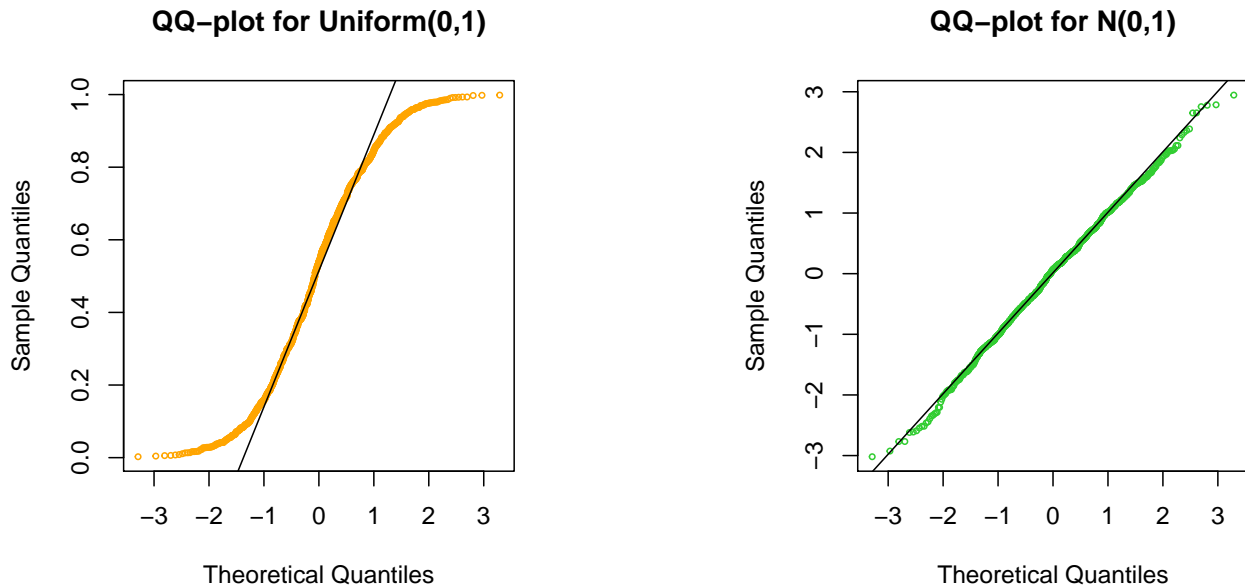 QQ−plot for Uniform(0,1)
Sample Quantiles
1.0
0.8
0.6
0.4
0.2
0.0
−3 −2 −1 0 1 2 3
Theoretical Quantiles
QQ−plot for N(0,1)
Sample Quantiles
3
2
1
0
−1
−2
−3
−3 −2 −1 0 1 2 3
Theoretical Quantiles